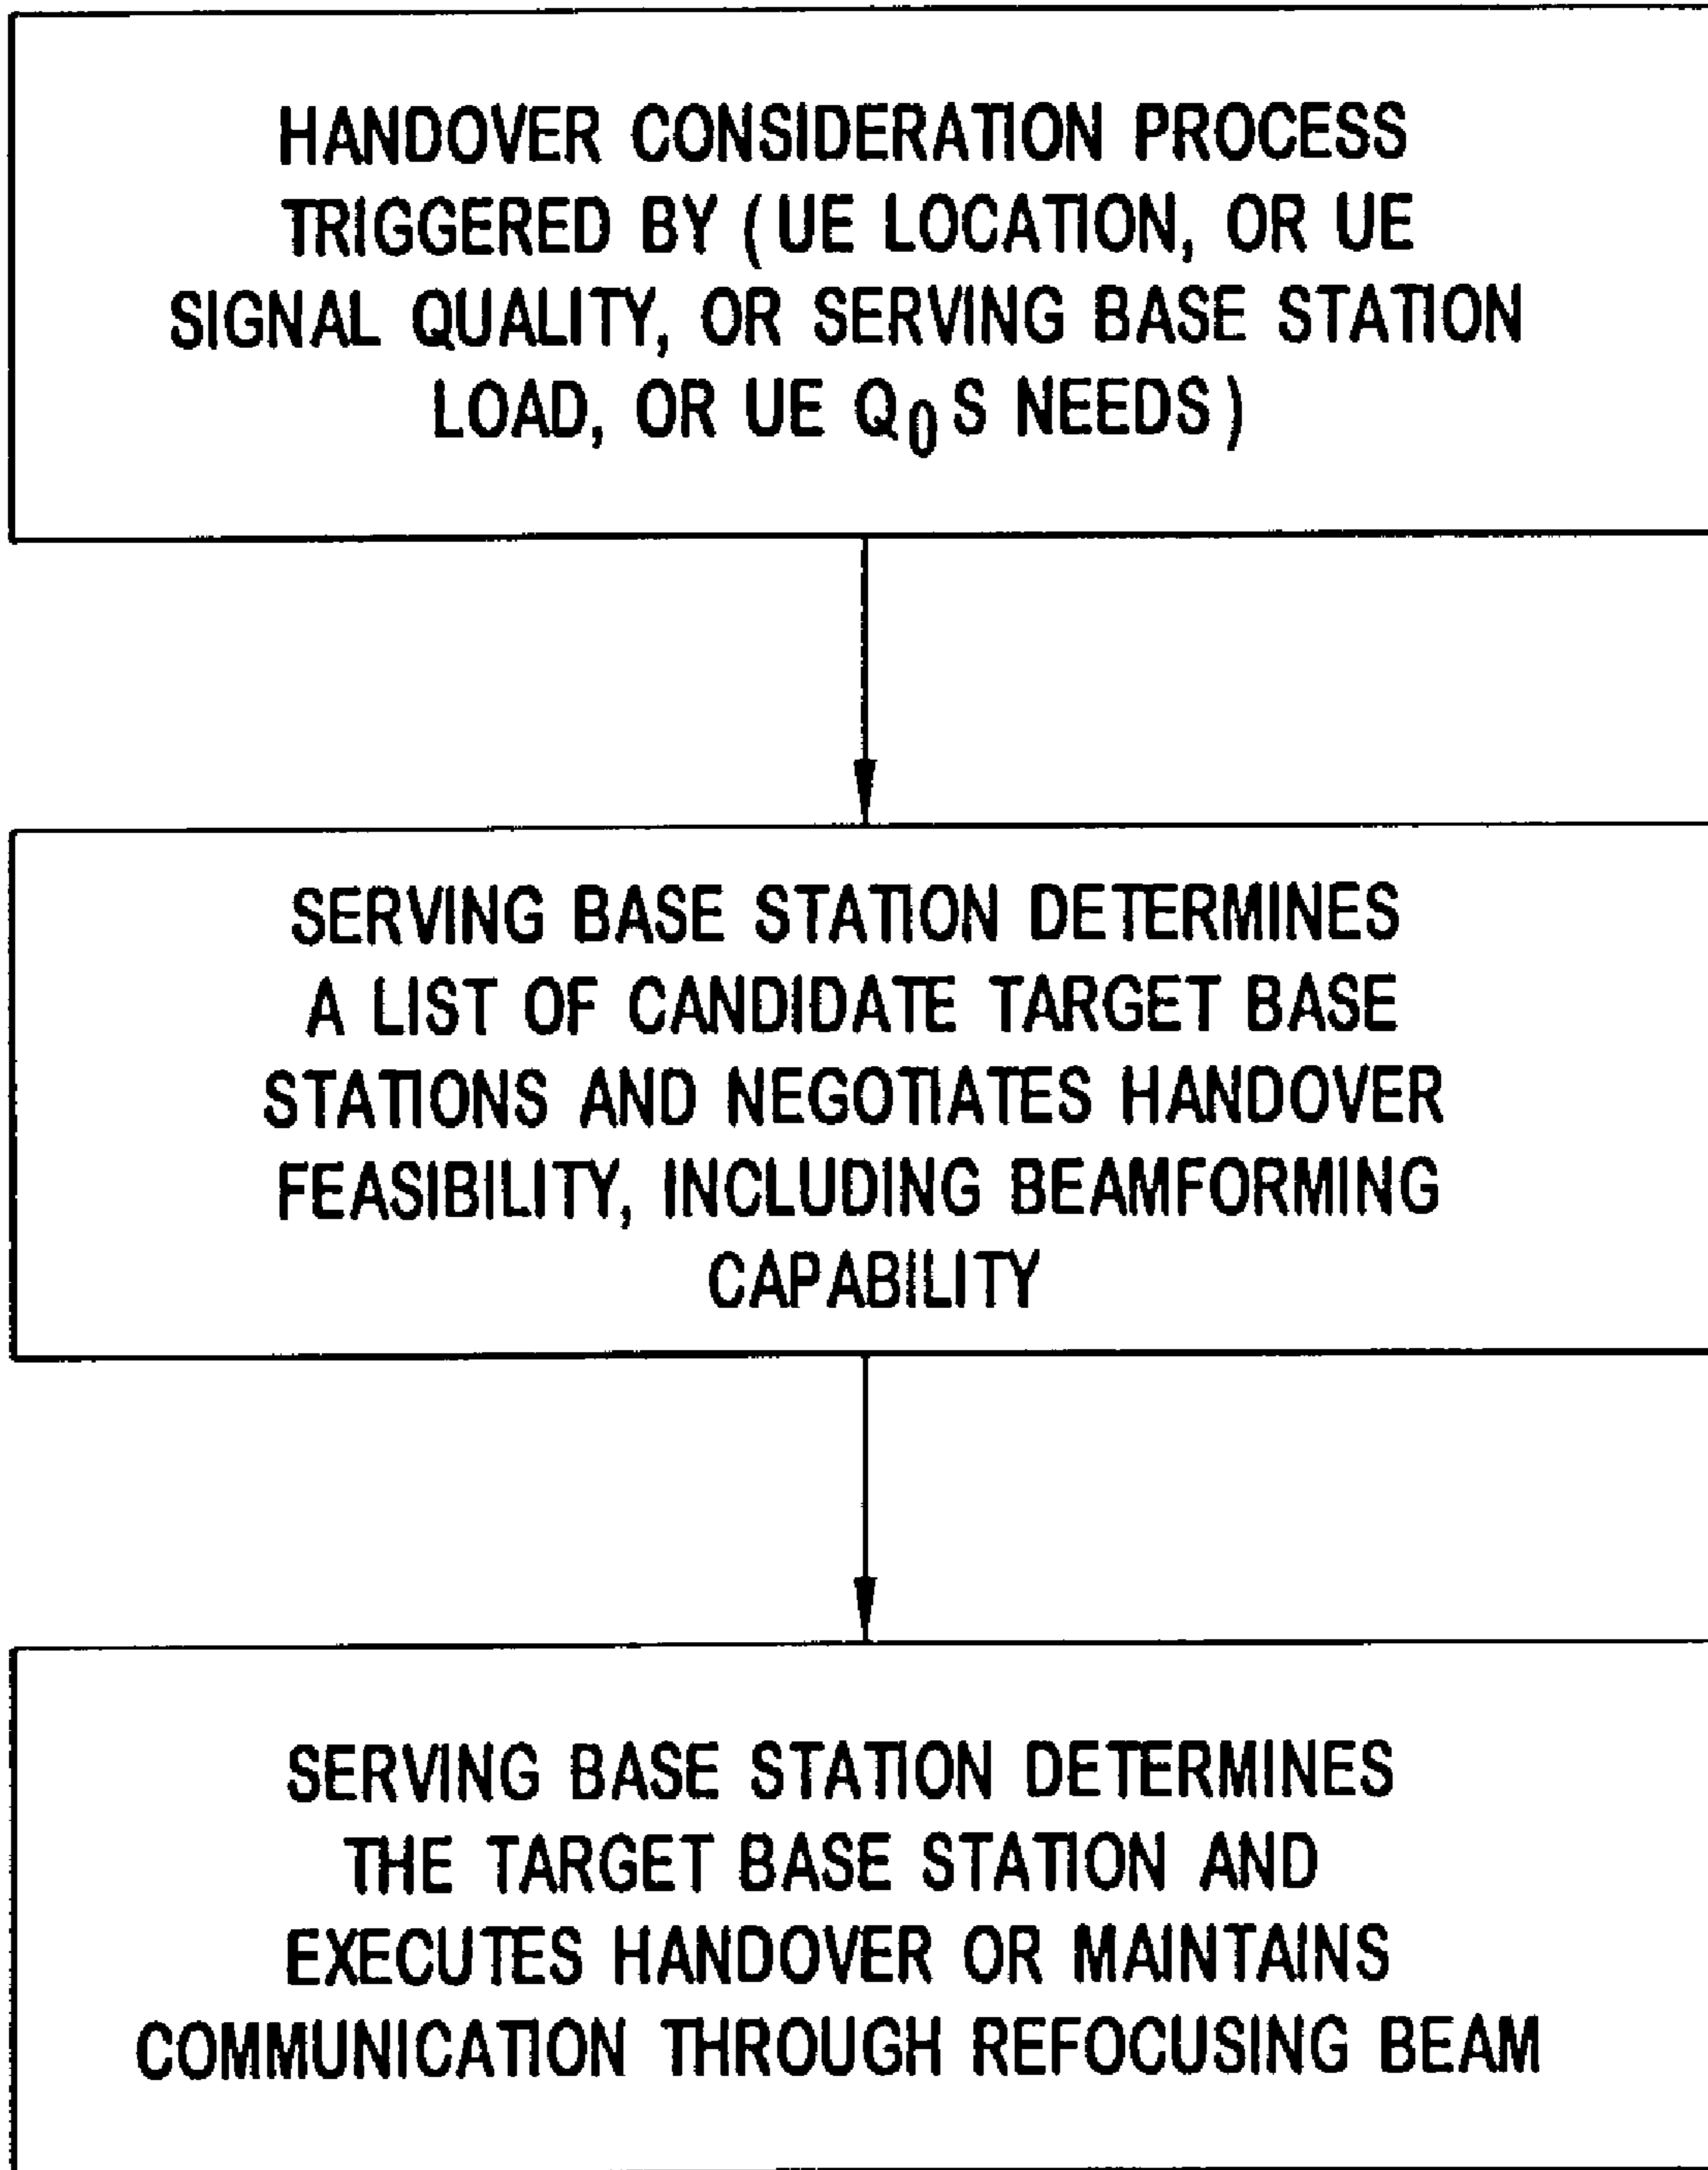 HANDOVER CONSIDERATION PROCESS
TRIGGERED BY (UE LOCATION, OR UE
SIGNAL QUALITY, OR SERVING BASE STATION
LOAD, OR UE Q0S NEEDS)
SERVING BASE STATION DETERMINES
A LIST OF CANDIDATE TARGET BASE
STATIONS AND NEGOTIATES HANDOVER
FEASIBILITY, INCLUDING BEAMFORMING
CAPABILITY
SERVING BASE STATION DETERMINES
THE TARGET BASE STATION AND
EXECUTES HANDOVER OR MAINTAINS
COMMUNICATION THROUGH REFOCUSING BEAM